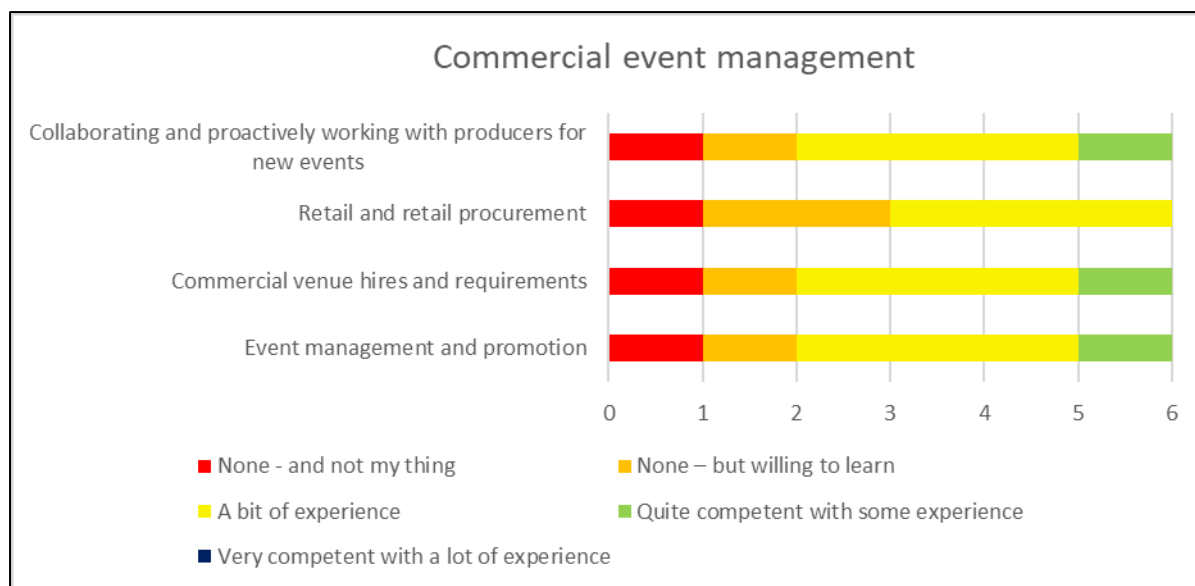 Commercial event management
Collaborating and proactively working with producers for
new events
Retail and retail procurement
Commercial venue hires and requirements
Event management and promotion
0 1 2 3 4 5 6
None - and not my thing
None – but willing to learn
A bit of experience
Quite competent with some experience
Very competent with a lot of experience